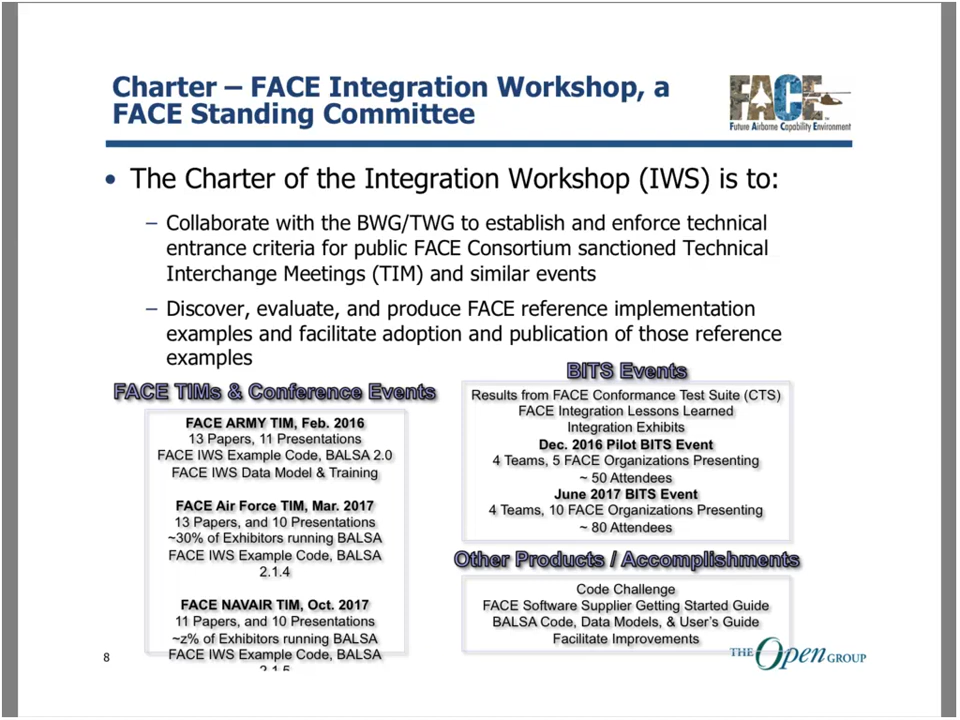 Charter – FACE Integration Workshop, a
FACE Standing Committee
FACE
™
Future Airborne Capability Environment
• The Charter of the Integration Workshop (IWS) is to:
– Collaborate with the BWG/TWG to establish and enforce technical
entrance criteria for public FACE Consortium sanctioned Technical
Interchange Meetings (TIM) and similar events
– Discover, evaluate, and produce FACE reference implementation
examples and facilitate adoption and publication of those reference
examples
FACE TIMs & Conference Events
FACE ARMY TIM, Feb. 2016
13 Papers, 11 Presentations
FACE IWS Example Code, BALSA 2.0
FACE IWS Data Model & Training
FACE Air Force TIM, Mar. 2017
13 Papers, and 10 Presentations
~30% of Exhibitors running BALSA
FACE IWS Example Code, BALSA
2.1.4
FACE NAVAIR TIM, Oct. 2017
11 Papers, and 10 Presentations
~z% of Exhibitors running BALSA
FACE IWS Example Code, BALSA
2.1.5
BITS Events
Results from FACE Conformance Test Suite (CTS)
FACE Integration Lessons Learned
Integration Exhibits
Dec. 2016 Pilot BITS Event
4 Teams, 5 FACE Organizations Presenting
~ 50 Attendees
June 2017 BITS Event
4 Teams, 10 FACE Organizations Presenting
~ 80 Attendees
Other Products / Accomplishments
Code Challenge
FACE Software Supplier Getting Started Guide
BALSA Code, Data Models, & User's Guide
Facilitate Improvements
8
THE Open GROUP